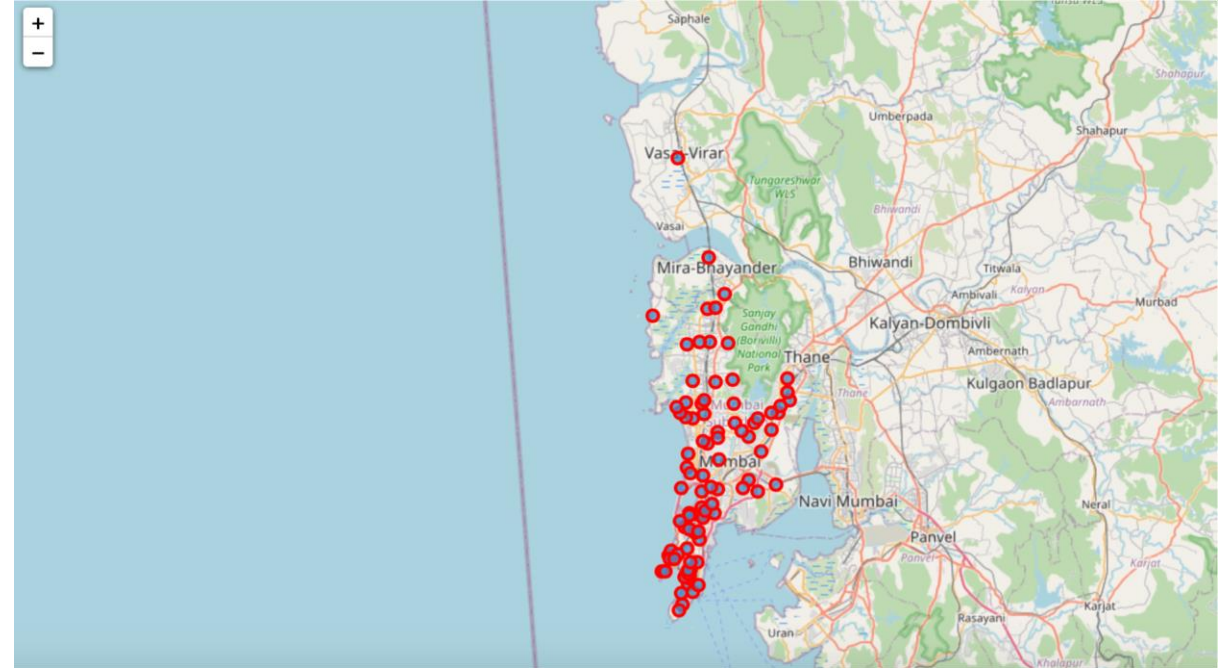 +
−
Saphale
Tansa WLS
Shahapur
Umberpada
Shahapur
Virar
Tungareshwar
WLS
Bhiwandi
Vasai
Bhiwandi
Mira-Bhayander
Titwala
Kalyan
Ambivali
Murbad
Sanjay
Gandhi
(Borivili)
National
Park
Kalyan-Dombivli
Thane
Ambernath
Kulgaon Badlapur
Thane
Ambarnath
Mumbai
Navi Mumbai
Neral
Panvel
Panvel
Karjat
Karjat
Rasayani
Uran
Khalapur